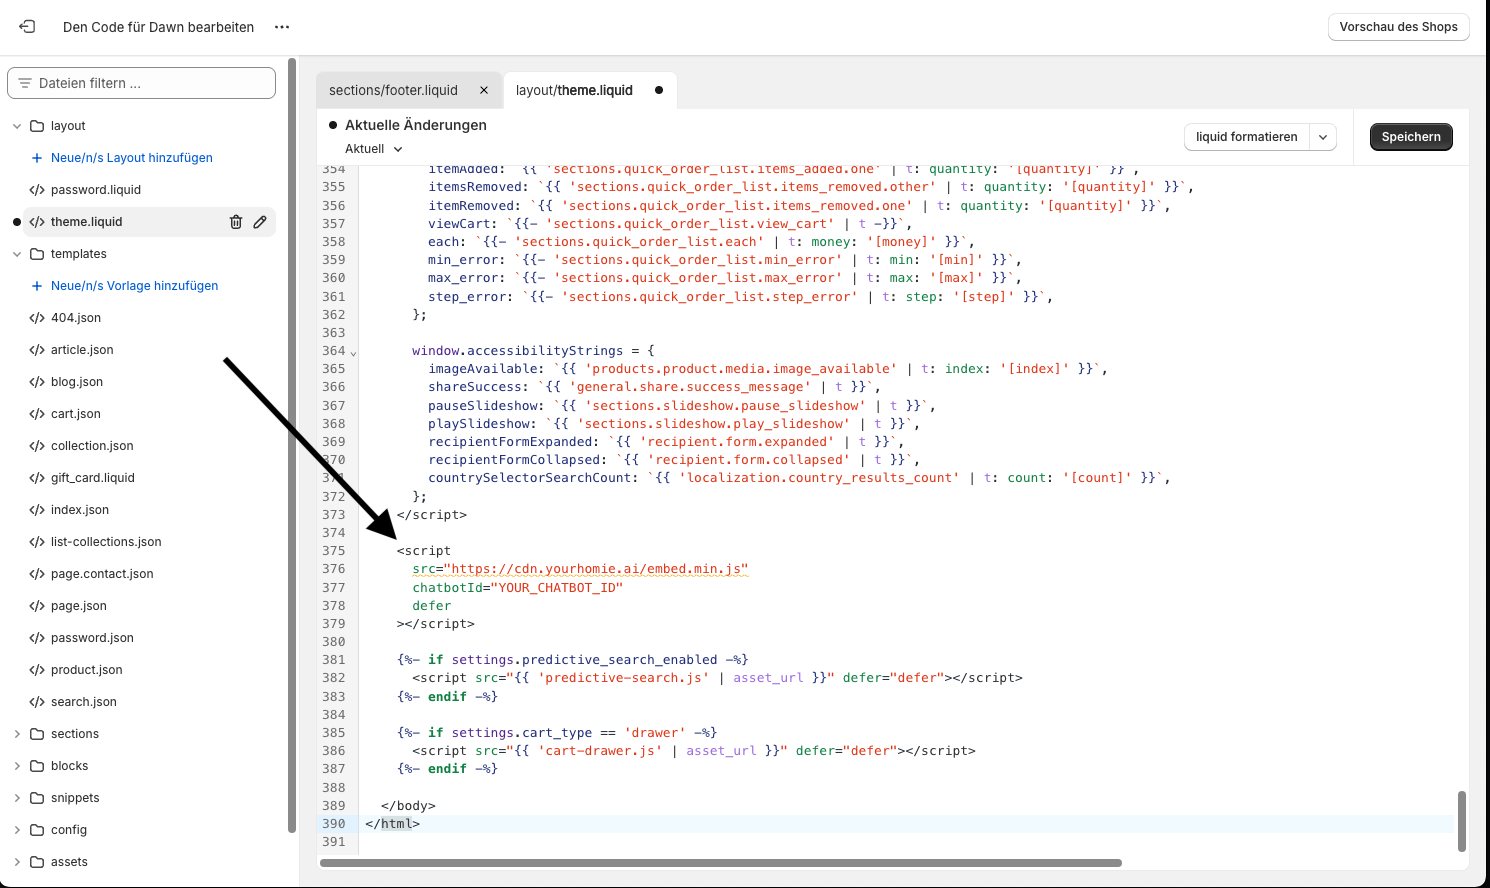 Den Code für Dawn bearbeiten ···
Vorschau des Shops
Dateien filtern ...
layout
+ Neue/n/s Layout hinzufügen
password.liquid
theme.liquid
templates
+ Neue/n/s Vorlage hinzufügen
404.json
article.json
blog.json
cart.json
collection.json
gift_card.liquid
index.json
list-collections.json
page.contact.json
page.json
password.json
product.json
search.json
sections
blocks
snippets
config
assets
sections/footer.liquid
layout/theme.liquid
Aktuelle Änderungen
Aktuell
liquid formatieren
Speichern
354 itemAdded: `{{ 'sections.quick_order_list.items_added.one' | t: quantity: '[quantity]' }}`,
355 itemsRemoved: `{{ 'sections.quick_order_list.items_removed.other' | t: quantity: '[quantity]' }}`,
356 itemRemoved: `{{ 'sections.quick_order_list.items_removed.one' | t: quantity: '[quantity]' }}`,
357 viewCart: `{{- 'sections.quick_order_list.view_cart' | t -}}`,
358 each: `{{- 'sections.quick_order_list.each' | t: money: '[money]' }}`,
359 min_error: `{{- 'sections.quick_order_list.min_error' | t: min: '[min]' }}`,
360 max_error: `{{- 'sections.quick_order_list.max_error' | t: max: '[max]' }}`,
361 step_error: `{{- 'sections.quick_order_list.step_error' | t: step: '[step]' }}`,
362 };
363
364 window.accessibilityStrings = {
365 imageAvailable: `{{ 'products.product.media.image_available' | t: index: '[index]' }}`,
366 shareSuccess: `{{ 'general.share.success_message' | t }}`,
367 pauseSlideshow: `{{ 'sections.slideshow.pause_slideshow' | t }}`,
368 playSlideshow: `{{ 'sections.slideshow.play_slideshow' | t }}`,
369 recipientFormExpanded: `{{ 'recipient.form.expanded' | t }}`,
370 recipientFormCollapsed: `{{ 'recipient.form.collapsed' | t }}`,
371 countrySelectorSearchCount: `{{ 'localization.country_results_count' | t: count: '[count]' }}`,
372 };
373 </script>
374
375 <script
376 src="https://cdn.yourhomie.ai/embed.min.js"
377 chatbotId="YOUR_CHATBOT_ID"
378 defer
379 ></script>
380
381 {%- if settings.predictive_search_enabled -%}
382 <script src="{{ 'predictive-search.js' | asset_url }}" defer="defer"></script>
383 {%- endif -%}
384
385 {%- if settings.cart_type == 'drawer' -%}
386 <script src="{{ 'cart-drawer.js' | asset_url }}" defer="defer"></script>
387 {%- endif -%}
388
389 </body>
390 </html>
391